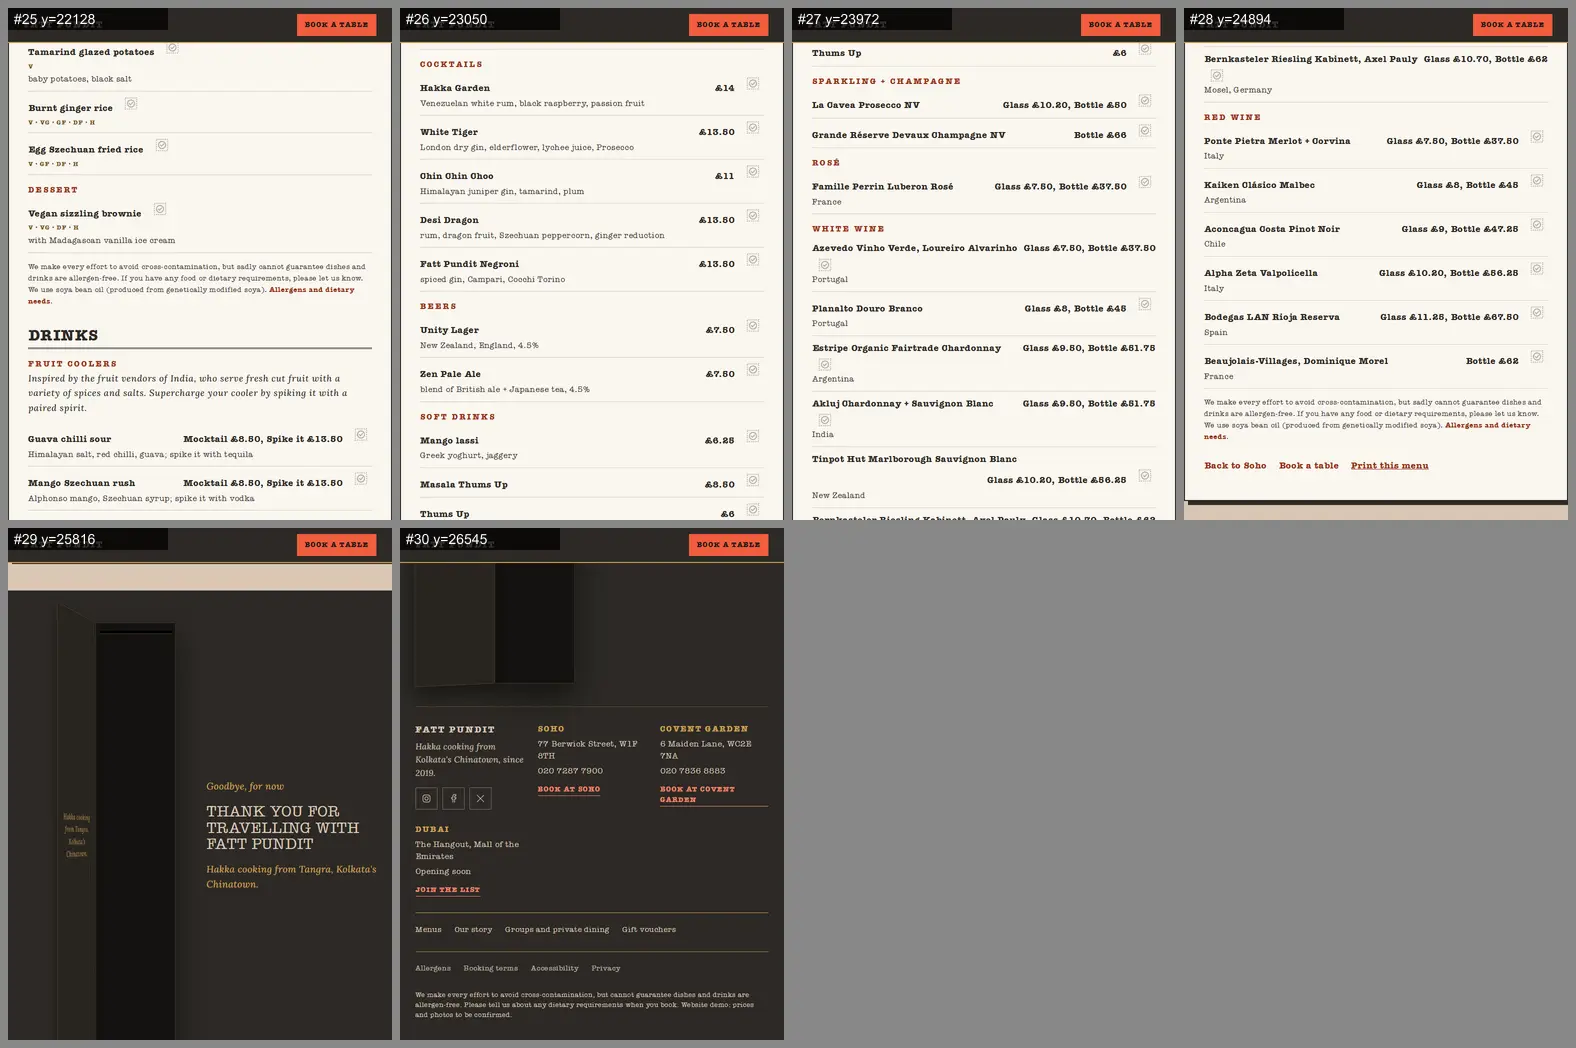 #25 y=22128
BOOK A TABLE
Tamarind glazed potatoes
V
baby potatoes, black salt
Burnt ginger rice
V · VG · GF · DF · H
Egg Szechuan fried rice
V · GF · DF · H
DESSERT
Vegan sizzling brownie
V · VG · DF · H
with Madagascan vanilla ice cream
We make every effort to avoid cross-contamination, but sadly cannot guarantee dishes and
drinks are allergen-free. If you have any food or dietary requirements, please let us know.
We use soya bean oil (produced from genetically modified soya). Allergens and dietary
needs.
DRINKS
FRUIT COOLERS
Inspired by the fruit vendors of India, who serve fresh cut fruit with a
variety of spices and salts. Supercharge your cooler by spiking it with a
paired spirit.
Guava chilli sour Mocktail £8.50, Spike it £13.50
Himalayan salt, red chilli, guava; spike it with tequila
Mango Szechuan rush Mocktail £8.50, Spike it £13.50
Alphonso mango, Szechuan syrup; spike it with vodka
#26 y=23050
BOOK A TABLE
COCKTAILS
Hakka Garden £14
Venezuelan white rum, black raspberry, passion fruit
White Tiger £13.50
London dry gin, elderflower, lychee juice, Prosecco
Chin Chin Choo £11
Himalayan juniper gin, tamarind, plum
Desi Dragon £13.50
rum, dragon fruit, Szechuan peppercorn, ginger reduction
Fatt Pundit Negroni £13.50
spiced gin, Campari, Cocchi Torino
BEERS
Unity Lager £7.50
New Zealand, England, 4.5%
Zen Pale Ale £7.50
blend of British ale + Japanese tea, 4.5%
SOFT DRINKS
Mango lassi £6.25
Greek yoghurt, jaggery
Masala Thums Up £8.50
Thums Up £6
#27 y=23972
BOOK A TABLE
Thums Up £6
SPARKLING + CHAMPAGNE
La Cavea Prosecco NV Glass £10.20, Bottle £50
Grande Réserve Devaux Champagne NV Bottle £66
ROSÉ
Famille Perrin Luberon Rosé Glass £7.50, Bottle £37.50
France
WHITE WINE
Azevedo Vinho Verde, Loureiro Alvarinho Glass £7.50, Bottle £37.50
Portugal
Planalto Douro Branco Glass £8, Bottle £45
Portugal
Estripe Organic Fairtrade Chardonnay Glass £9.50, Bottle £51.75
Argentina
Akluj Chardonnay + Sauvignon Blanc Glass £9.50, Bottle £51.75
India
Tinpot Hut Marlborough Sauvignon Blanc
Glass £10.20, Bottle £56.25
New Zealand
Bernkasteler Riesling Kabinett, Axel Pauly Glass £10.70, Bottle £62
#28 y=24894
BOOK A TABLE
Bernkasteler Riesling Kabinett, Axel Pauly Glass £10.70, Bottle £62
Mosel, Germany
RED WINE
Ponte Pietra Merlot + Corvina Glass £7.50, Bottle £37.50
Italy
Kaiken Clásico Malbec Glass £8, Bottle £45
Argentina
Aconcagua Costa Pinot Noir Glass £9, Bottle £47.25
Chile
Alpha Zeta Valpolicella Glass £10.20, Bottle £56.25
Italy
Bodegas LAN Rioja Reserva Glass £11.25, Bottle £67.50
Spain
Beaujolais-Villages, Dominique Morel Bottle £62
France
We make every effort to avoid cross-contamination, but sadly cannot guarantee dishes and
drinks are allergen-free. If you have any food or dietary requirements, please let us know.
We use soya bean oil (produced from genetically modified soya). Allergens and dietary
needs.
Back to Soho Book a table Print this menu
#29 y=25816
BOOK A TABLE
Hakka cooking
from Tangra,
Kolkata's
Chinatown.
Goodbye, for now
THANK YOU FOR
TRAVELLING WITH
FATT PUNDIT
Hakka cooking from Tangra, Kolkata's
Chinatown.
#30 y=26545
BOOK A TABLE
FATT PUNDIT
Hakka cooking from
Kolkata's Chinatown, since
2019.
SOHO
77 Berwick Street, W1F
8TH
020 7287 7900
BOOK AT SOHO
COVENT GARDEN
6 Maiden Lane, WC2E
7NA
020 7836 8883
BOOK AT COVENT
GARDEN
DUBAI
The Hangout, Mall of the
Emirates
Opening soon
JOIN THE LIST
Menus Our story Groups and private dining Gift vouchers
Allergens Booking terms Accessibility Privacy
We make every effort to avoid cross-contamination, but cannot guarantee dishes and drinks are
allergen-free. Please tell us about any dietary requirements when you book. Website demo: prices
and photos to be confirmed.